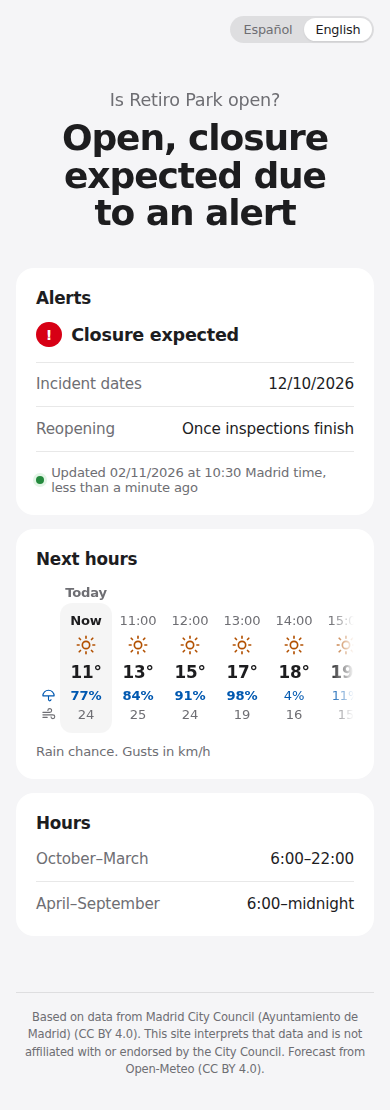 Español English
Is Retiro Park open?
Open, closure
expected due
to an alert
Alerts
! Closure expected
Incident dates 12/10/2026
Reopening Once inspections finish
Updated 02/11/2026 at 10:30 Madrid time,
less than a minute ago
Next hours
Today
Now 11:00 12:00 13:00 14:00
11° 13° 15° 17° 18° 19
77% 84% 91% 98% 4% 11
24 25 24 19 16 15
Rain chance. Gusts in km/h
Hours
October–March 6:00–22:00
April–September 6:00–midnight
Based on data from Madrid City Council (Ayuntamiento de
Madrid) (CC BY 4.0). This site interprets that data and is not
affiliated with or endorsed by the City Council. Forecast from
Open-Meteo (CC BY 4.0).